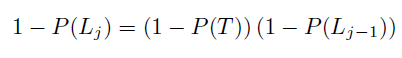 1 − P(L_j) = (1 − P(T)) (1 − P(L_{j−1}))